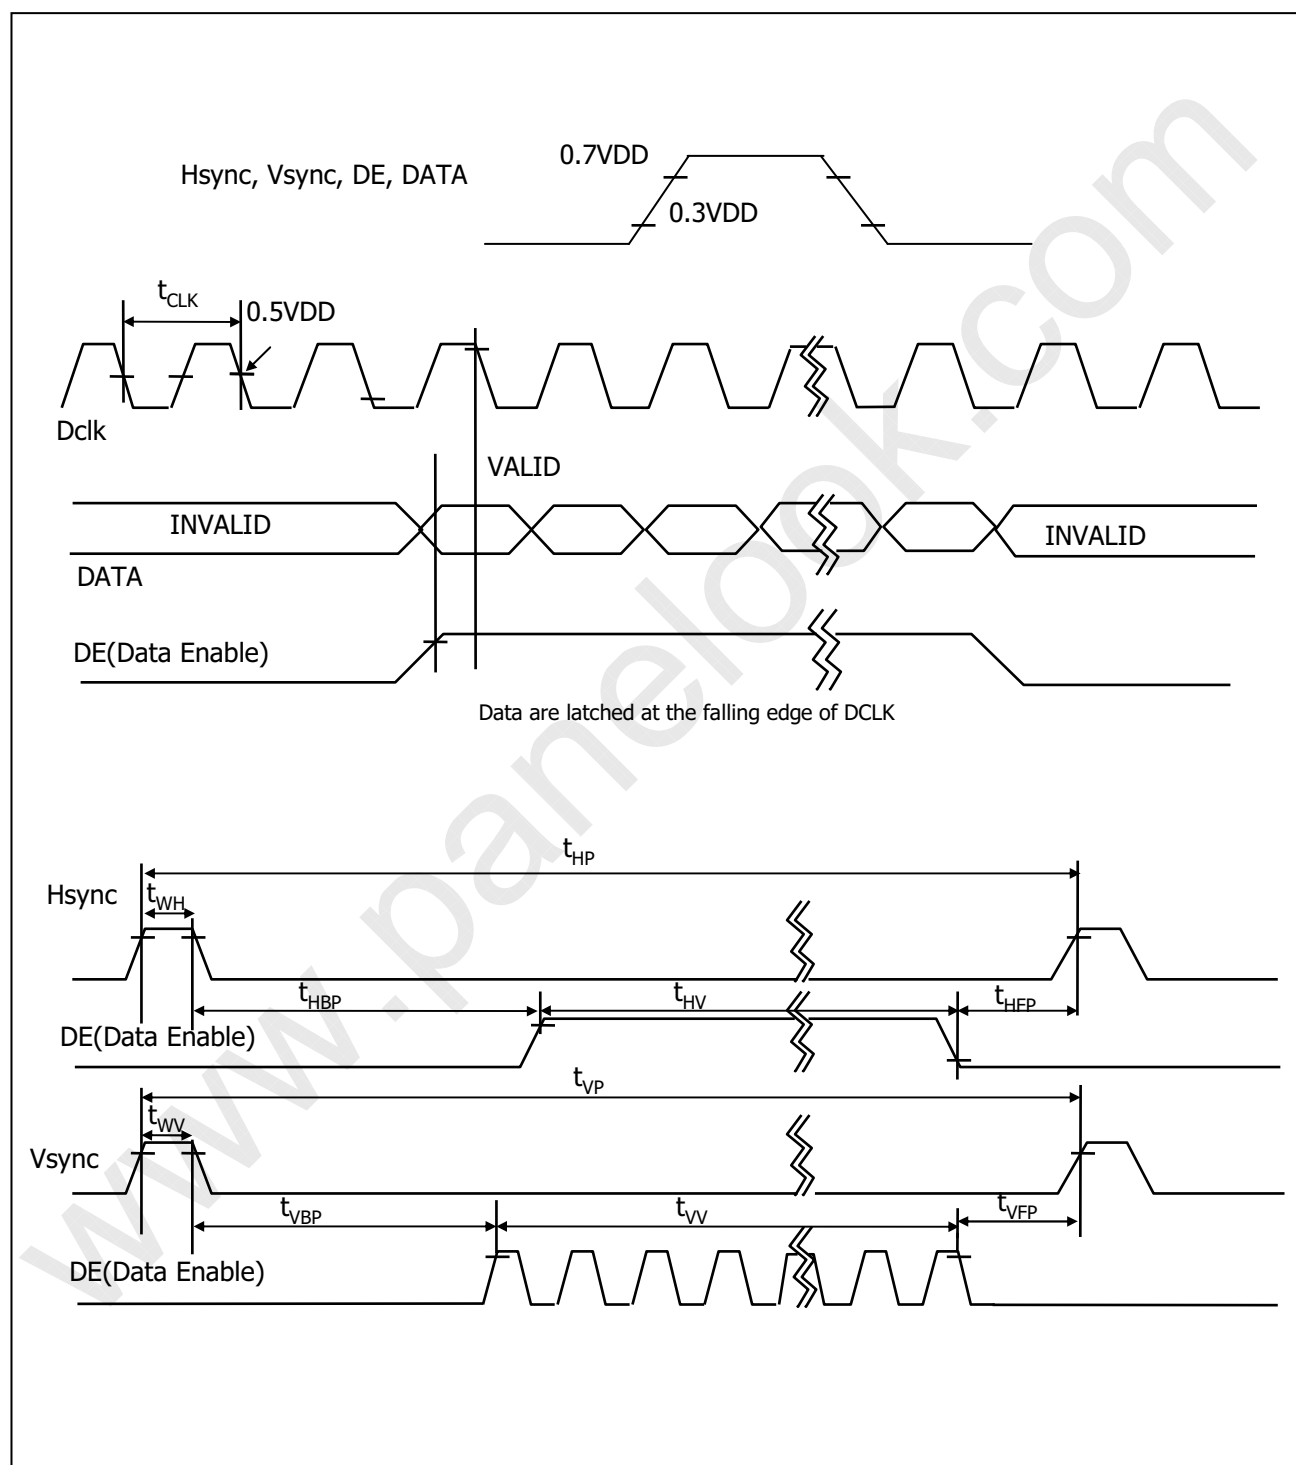 0.7VDD
Hsync, Vsync, DE, DATA
0.3VDD
tCLK
0.5VDD
Dclk
VALID
INVALID
INVALID
DATA
DE(Data Enable)
Data are latched at the falling edge of DCLK
tHP
Hsync
tWH
tHBP
tHV
tHFP
DE(Data Enable)
tVP
tWV
Vsync
tVBP
tVV
tVFP
DE(Data Enable)
www.panelook.com